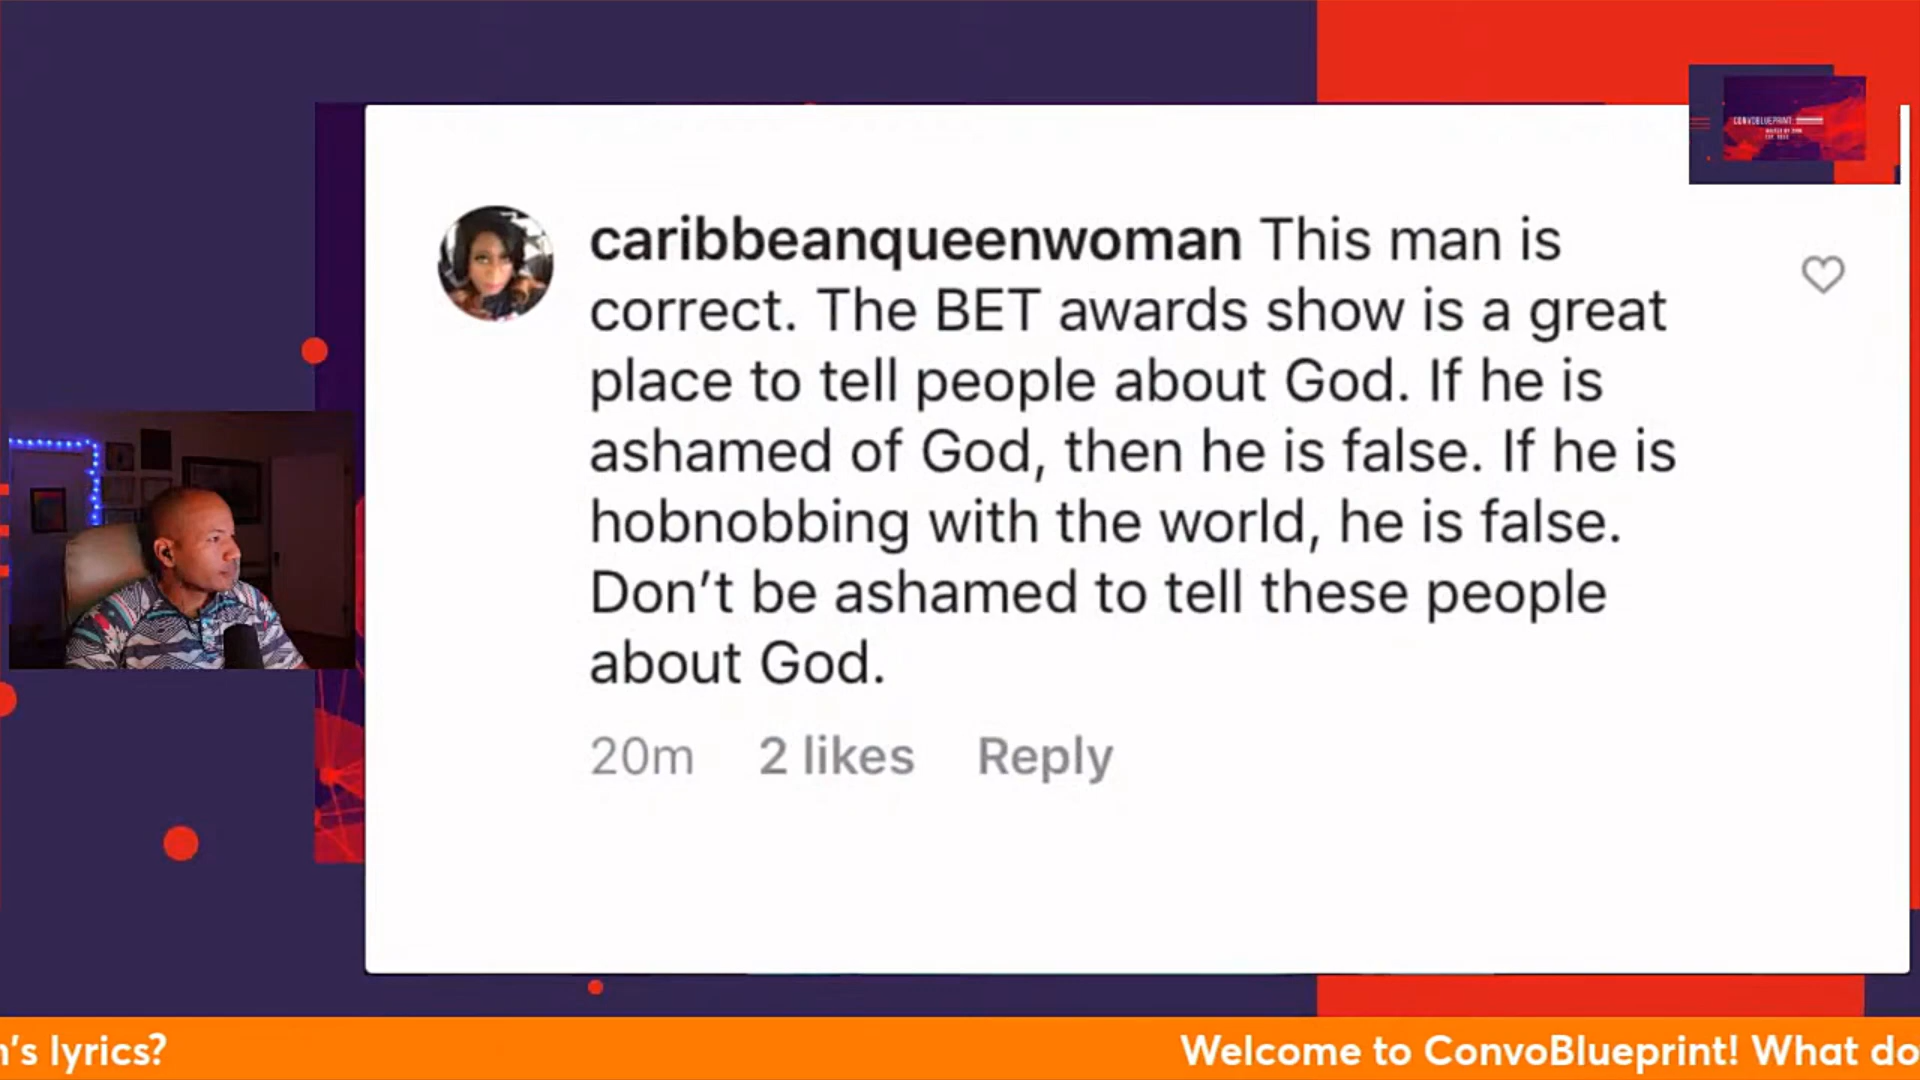 CONVOBLUEPRINT
caribbeanqueenwoman This man is
correct. The BET awards show is a great
place to tell people about God. If he is
ashamed of God, then he is false. If he is
hobnobbing with the world, he is false.
Don’t be ashamed to tell these people
about God.
20m 2 likes Reply
's lyrics? Welcome to ConvoBlueprint! What do